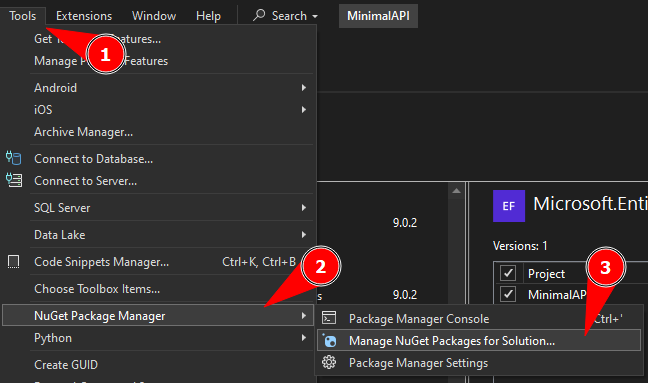 Tools Extensions Window Help Search MinimalAPI
1
Get Features...
Manage Features
Android
iOS
Archive Manager...
Connect to Database...
Connect to Server...
SQL Server
Data Lake
Code Snippets Manager... Ctrl+K, Ctrl+B
2
Choose Toolbox Items...
NuGet Package Manager
Python
Create GUID
9.0.2
9.0.2
EF Microsoft.Enti
Versions: 1
3
Project
MinimalAP
Package Manager Console Ctrl+'
Manage NuGet Packages for Solution...
Package Manager Settings